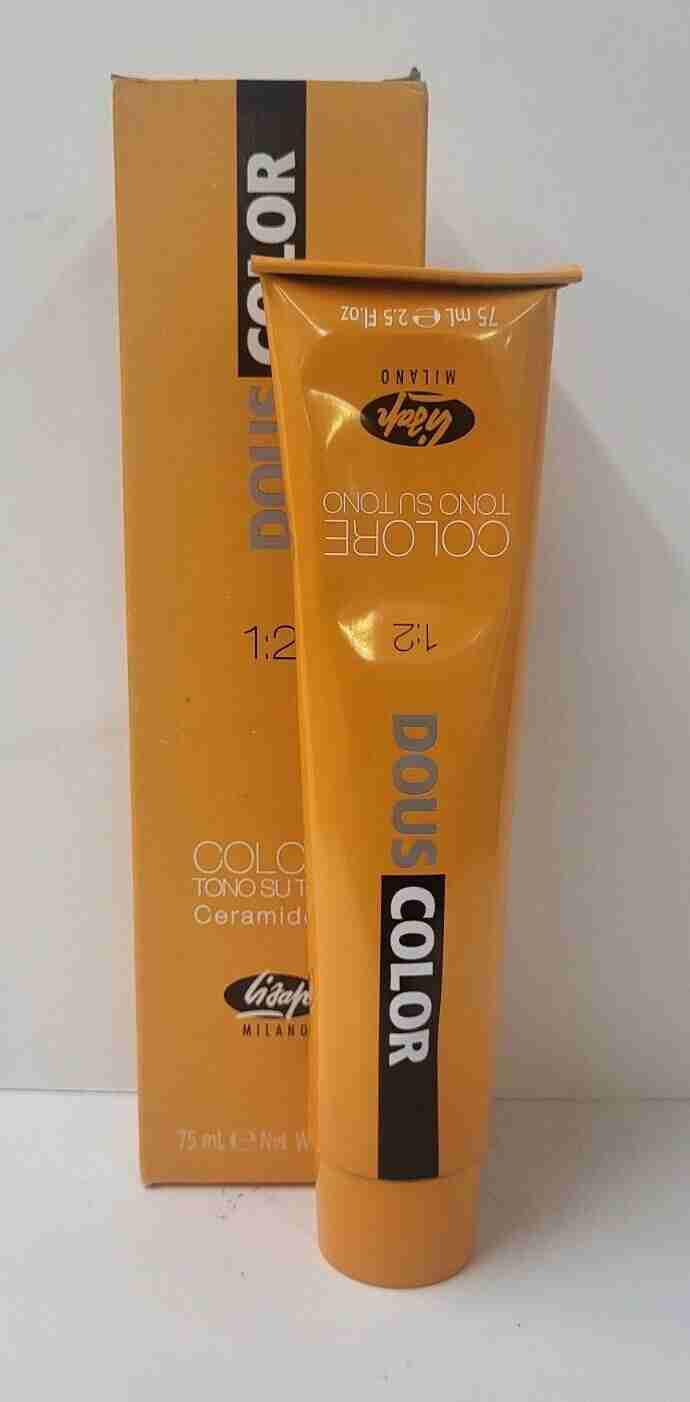 DOUS COLOR
1:2
COLO
TONO SU T
Ceramid
Lisap
MILANO
75 mL e Net W
75 mL e 2.5 Fl.oz
Lisap
MILANO
COLORE
TONO SU TONO
1:2
DOUS COLOR